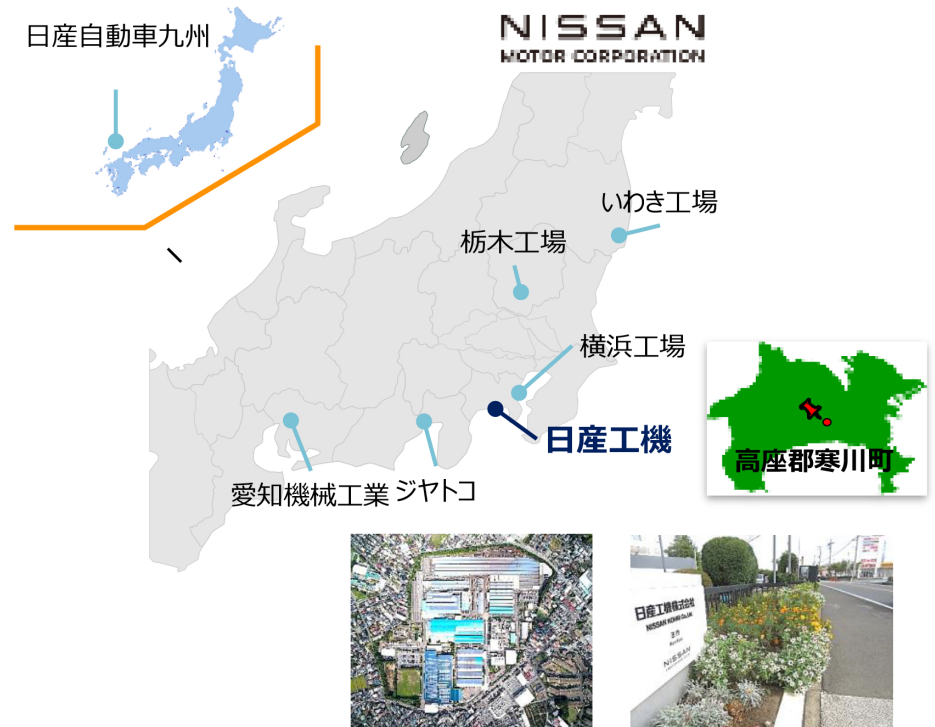 日産自動車九州
NISSAN
MOTOR CORPORATION
いわき工場
栃木工場
横浜工場
日産工機
高座郡寒川町
愛知機械工業
ジヤトコ
日産工機株式会社
NISSAN KOHKI Co.,Ltd.
正門
NISSAN